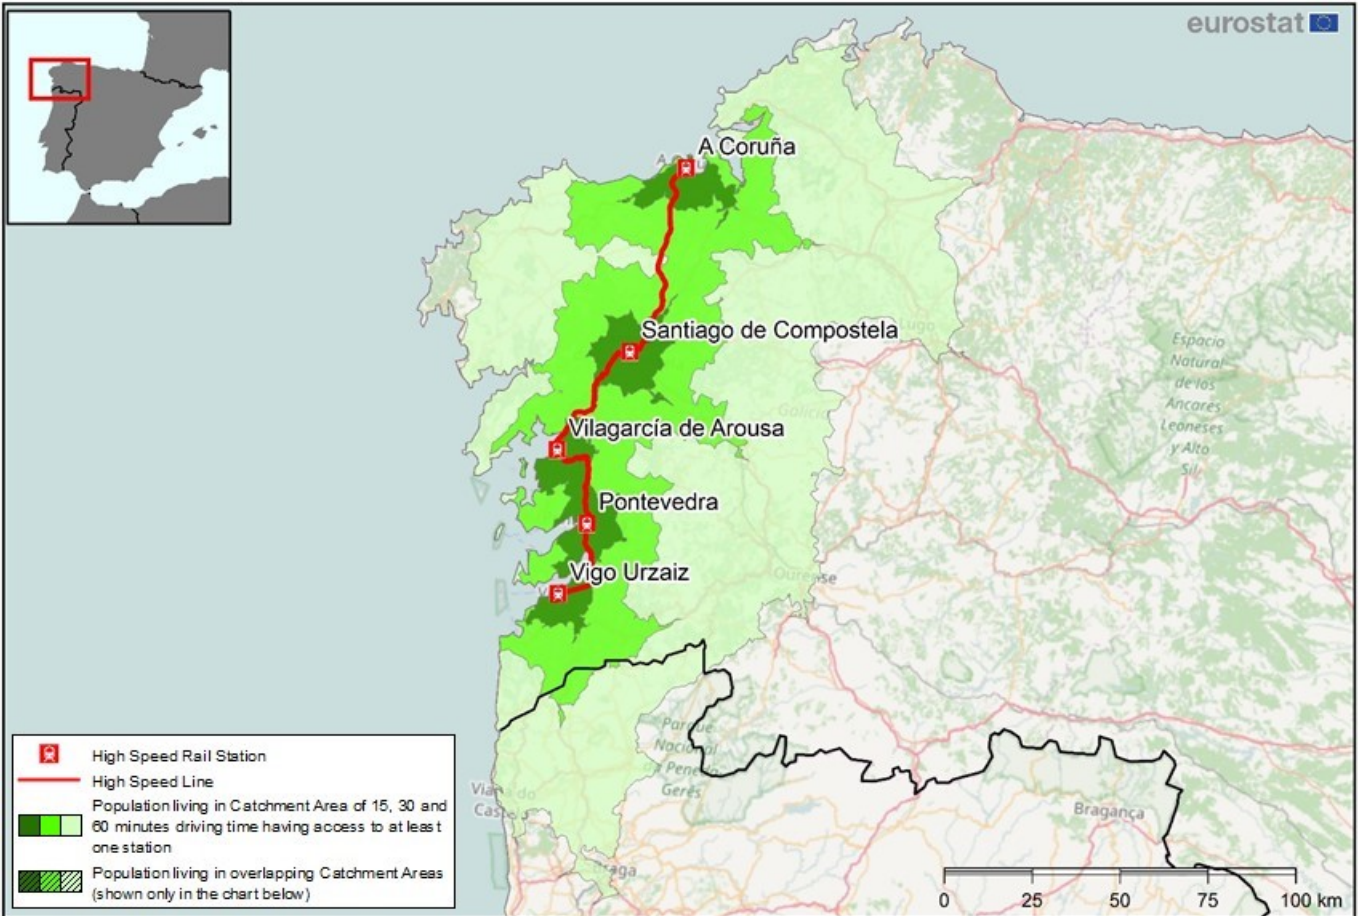 eurostat
A Coruña
Santiago de Compostela
Lugo
Espacio
Natural
de los
Ancares
Leoneses
y Alto
Sil
Galicia
Vilagarcía de Arousa
Pontevedra
Vigo Urzaiz
Ourense
Parque
Nacional
Gerês
Bragança
High Speed Rail Station
High Speed Line
Population living in Catchment Area of 15, 30 and
60 minutes driving time having access to at least
one station
Population living in overlapping Catchment Areas
(shown only in the chart below)
0 25 50 75 100 km